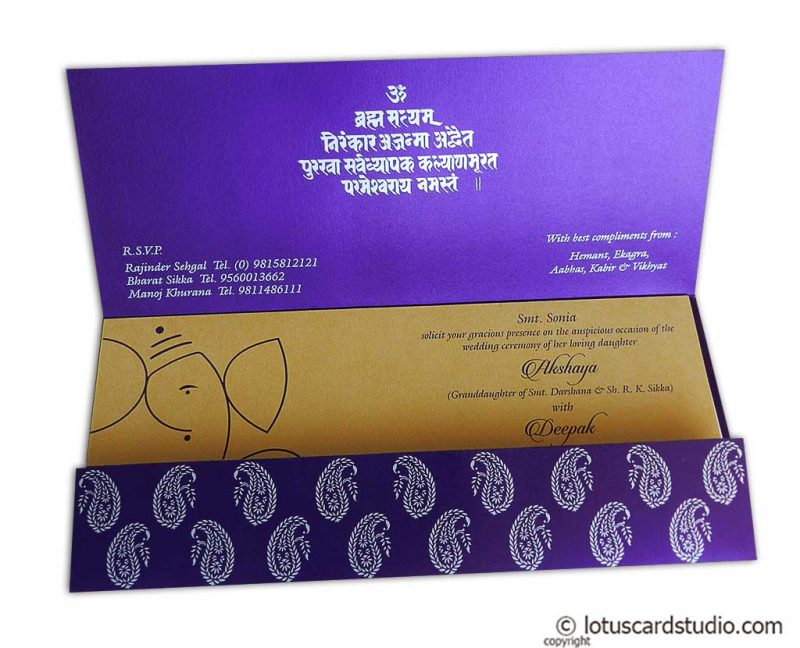 ॐ
ब्रह्म सत्यम्
निरंकार अजन्मा अद्वैत
पुरखा सर्वव्यापक कल्याणमूरत
परमेश्वराय नमस्तं ॥
R.S.V.P.
Rajinder Sehgal Tel. (0) 9815812121
Bharat Sikka Tel. 9560013662
Manoj Khurana Tel. 9811486111
With best compliments from :
Hemant, Ekagra,
Aabhas, Kabir & Vikhyat
Smt. Sonia
solicit your gracious presence on the auspicious occasion of the
wedding ceremony of her loving daughter
Akshaya
(Granddaughter of Smt. Darshana & Sh. R. K. Sikka)
with
Deepak
© lotuscardstudio.com
copyright